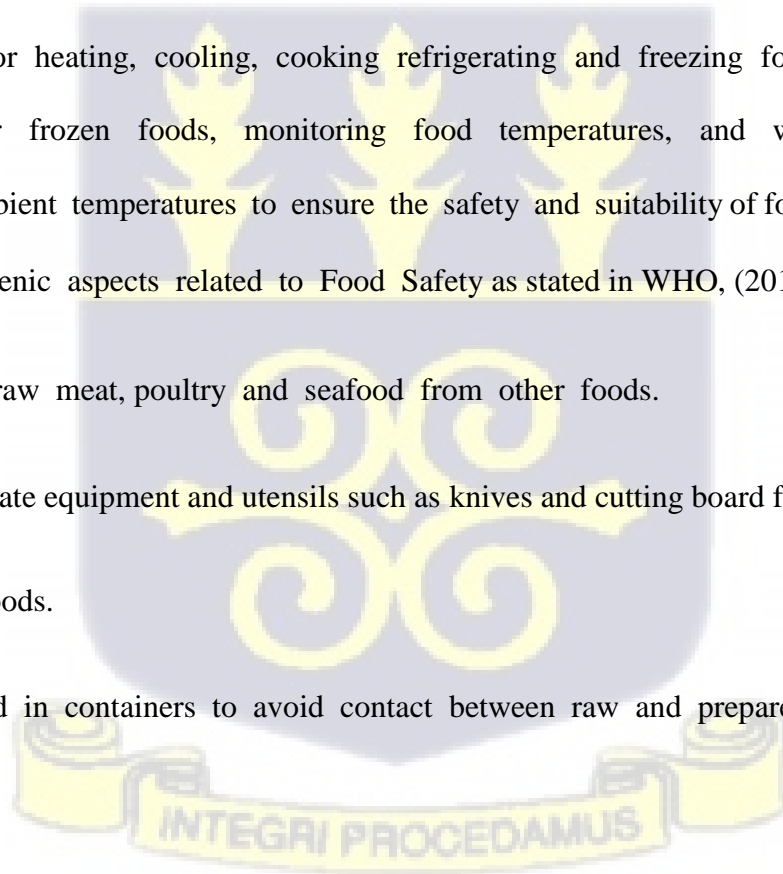 or heating, cooling, cooking refrigerating and freezing fo
r frozen foods, monitoring food temperatures, and w
bient temperatures to ensure the safety and suitability of fo
enic aspects related to Food Safety as stated in WHO, (201
raw meat, poultry and seafood from other foods.
ate equipment and utensils such as knives and cutting board f
oods.
d in containers to avoid contact between raw and prepare
INTEGRI PROCEDAMUS